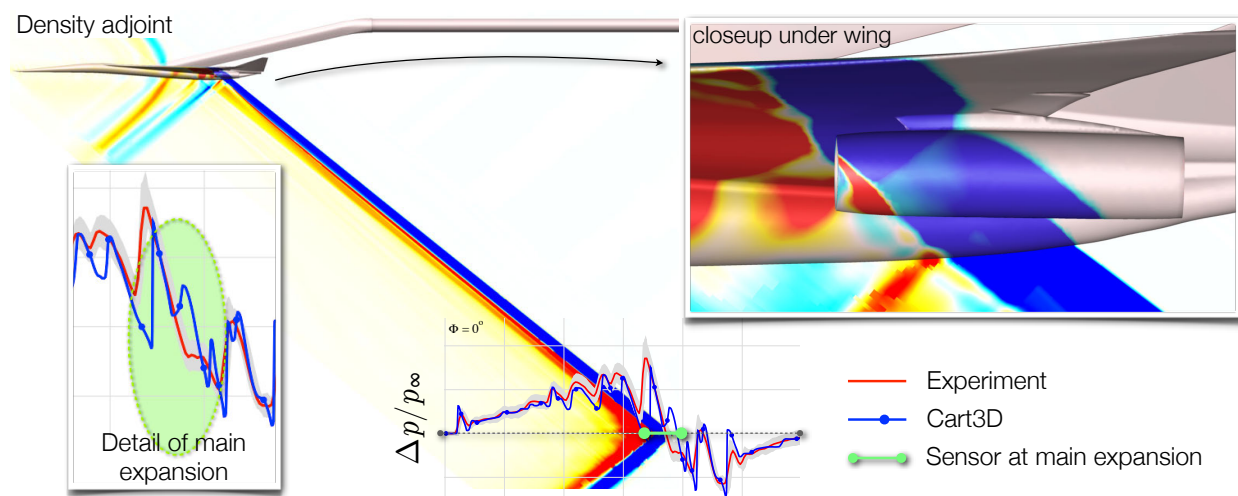 Density adjoint
closeup under wing
Detail of main
expansion
Φ = 0°
Δp/p∞
Experiment
Cart3D
Sensor at main expansion